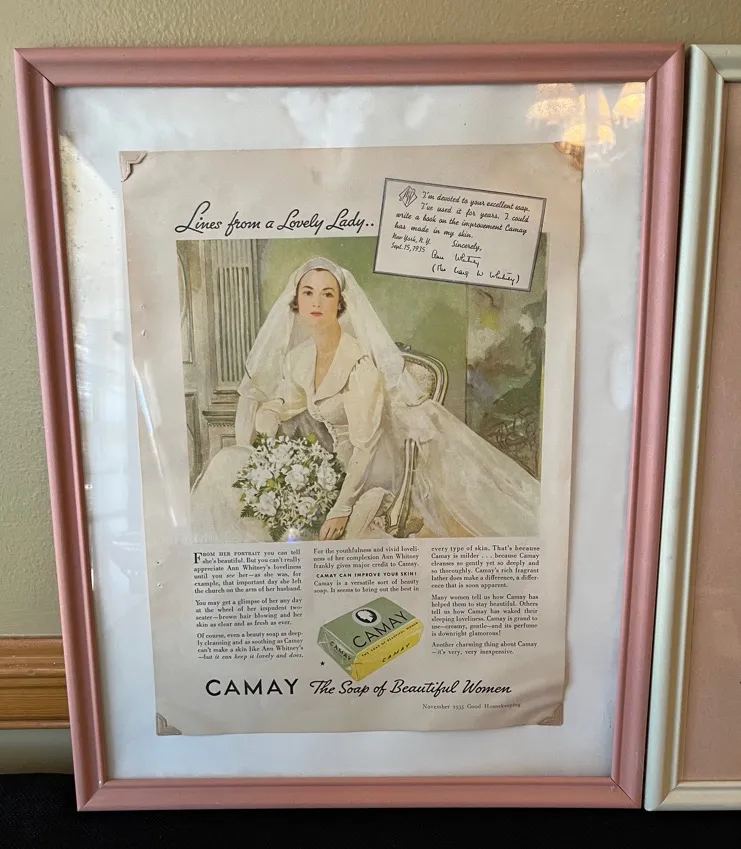 Lines from a Lovely Lady..
I'm devoted to your excellent soap.
I've used it for years. I could
write a book on the improvement Camay
has made in my skin.
New York, N.Y. Sincerely,
Sept. 15, 1935 Ann Whitney
FROM HER PORTRAIT you can tell
she's beautiful. But you can't really
appreciate Ann Whitney's loveliness
until you see her—as she was, for
example, that important day she left
the church on the arm of her husband.
You may get a glimpse of her any day
at the wheel of her impudent two-
seater—brown hair blowing and her
skin as clear and as fresh as ever.
Of course, even a beauty soap as deep-
ly cleansing and as soothing as Camay
can't make a skin like Ann Whitney's
—but it can keep it lovely and does.
For the youthfulness and vivid loveli-
ness of her complexion Ann Whitney
frankly gives major credit to Camay.
CAMAY CAN IMPROVE YOUR SKIN!
Camay is a versatile sort of beauty
soap. It seems to bring out the best in
CAMAY
THE SOAP OF BEAUTIFUL WOMEN
CAMAY
CAMAY
every type of skin. That's because
Camay is milder . . . because Camay
cleanses so gently yet so deeply and
so thoroughly. Camay's rich fragrant
lather does make a difference, a differ-
ence that is soon apparent.
Many women tell us how Camay has
helped them to stay beautiful. Others
tell us how Camay has waked their
sleeping loveliness. Camay is grand to
use—creamy, gentle—and its perfume
is downright glamorous!
Another charming thing about Camay
—it's very, very inexpensive.
CAMAY The Soap of Beautiful Women
November 1935 Good Housekeeping